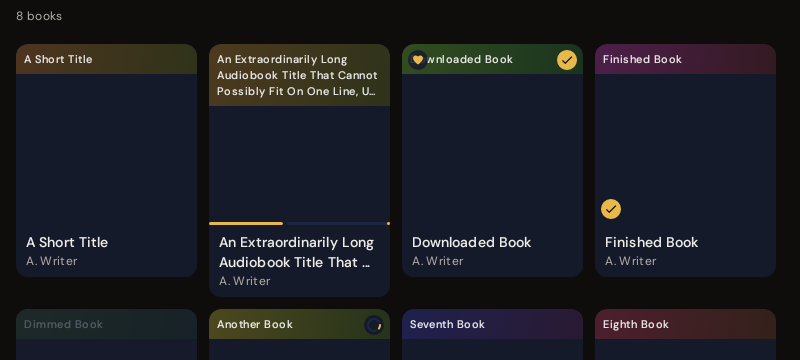 8 books
A Short Title
An Extraordinarily Long
Audiobook Title That Cannot
Possibly Fit On One Line, U...
wnloaded Book
Finished Book
A Short Title
A. Writer
An Extraordinarily Long
Audiobook Title That ...
A. Writer
Downloaded Book
A. Writer
Finished Book
A. Writer
Dimmed Book
Another Book
Seventh Book
Eighth Book